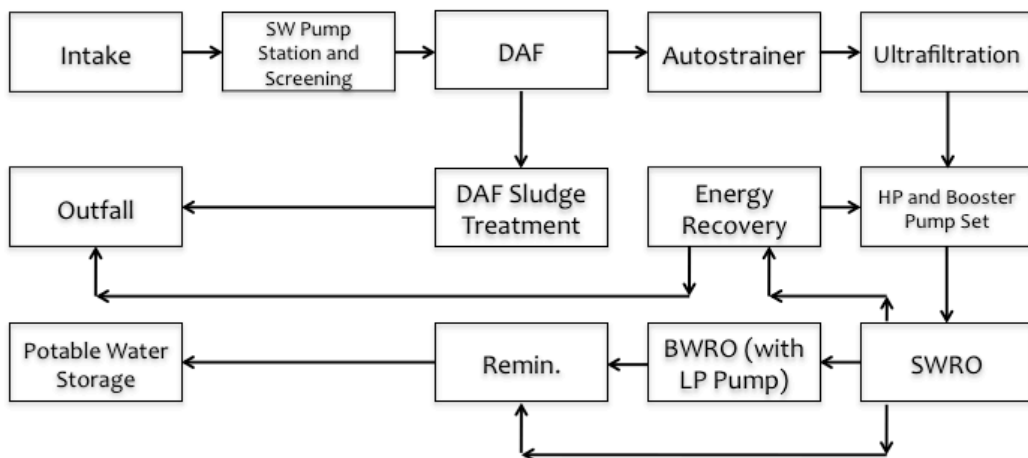 Intake
SW Pump
Station and
Screening
DAF
Autostrainer
Ultrafiltration
Outfall
DAF Sludge
Treatment
Energy
Recovery
HP and Booster
Pump Set
Potable Water
Storage
Remin.
BWRO (with
LP Pump)
SWRO